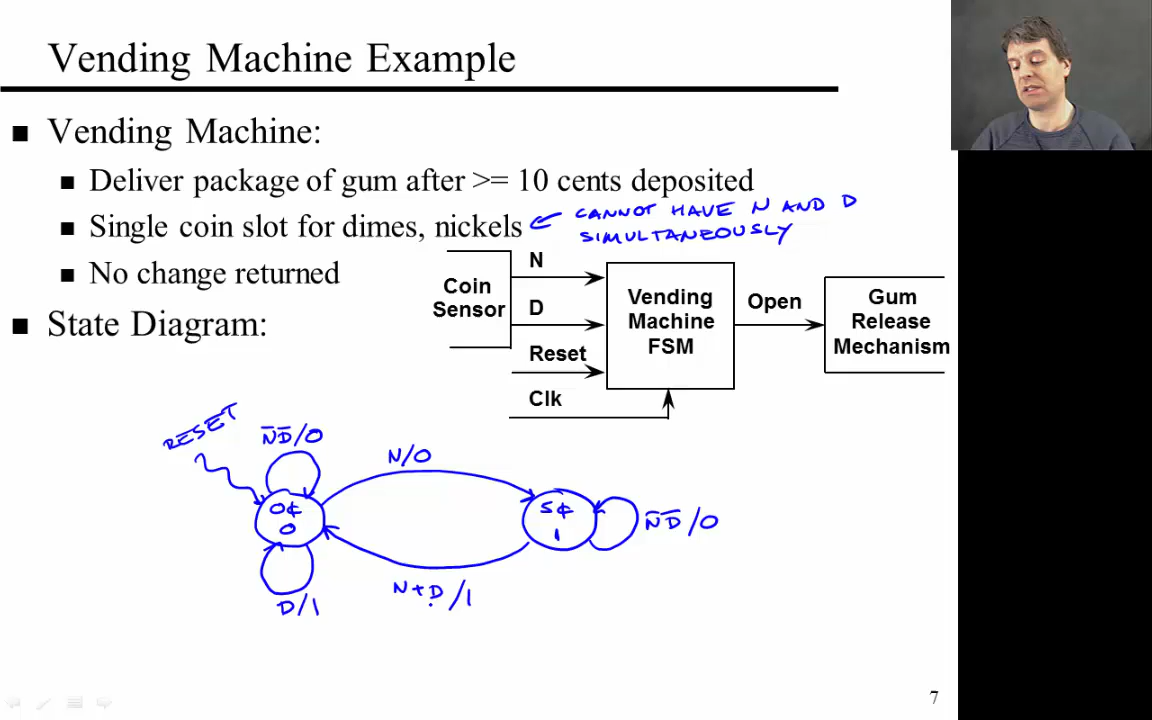 Vending Machine Example
■ Vending Machine:
■ Deliver package of gum after >= 10 cents deposited
■ Single coin slot for dimes, nickels
← CANNOT HAVE N AND D
SIMULTANEOUSLY
■ No change returned
■ State Diagram:
Coin
Sensor
N
D
Reset
Clk
Vending
Machine
FSM
Open
Gum
Release
Mechanism
RESET
N̅D̅/0
N/0
0¢
0
5¢
1
N̅D̅/0
D/1
N+D/1
7